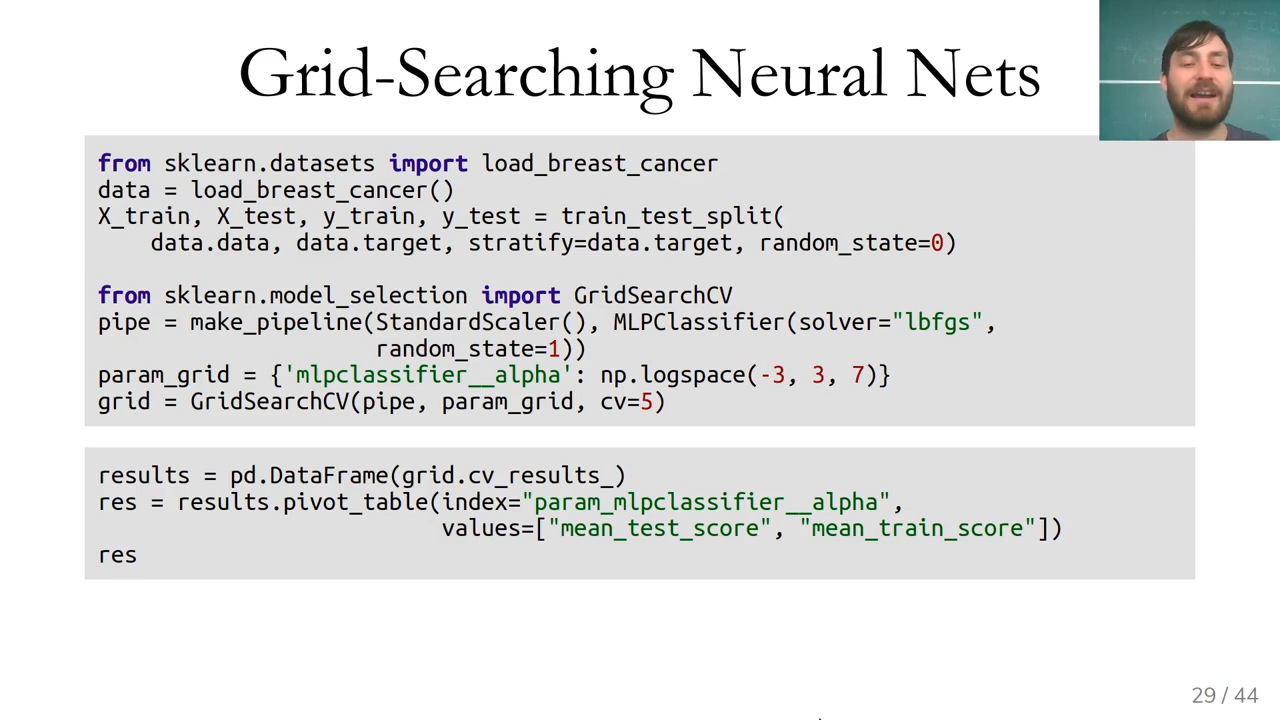 Grid-Searching Neural Nets
from sklearn.datasets import load_breast_cancer
data = load_breast_cancer()
X_train, X_test, y_train, y_test = train_test_split(
    data.data, data.target, stratify=data.target, random_state=0)
from sklearn.model_selection import GridSearchCV
pipe = make_pipeline(StandardScaler(), MLPClassifier(solver="lbfgs",
                     random_state=1))
param_grid = {'mlpclassifier__alpha': np.logspace(-3, 3, 7)}
grid = GridSearchCV(pipe, param_grid, cv=5)
results = pd.DataFrame(grid.cv_results_)
res = results.pivot_table(index="param_mlpclassifier__alpha",
                          values=["mean_test_score", "mean_train_score"])
res
29 / 44